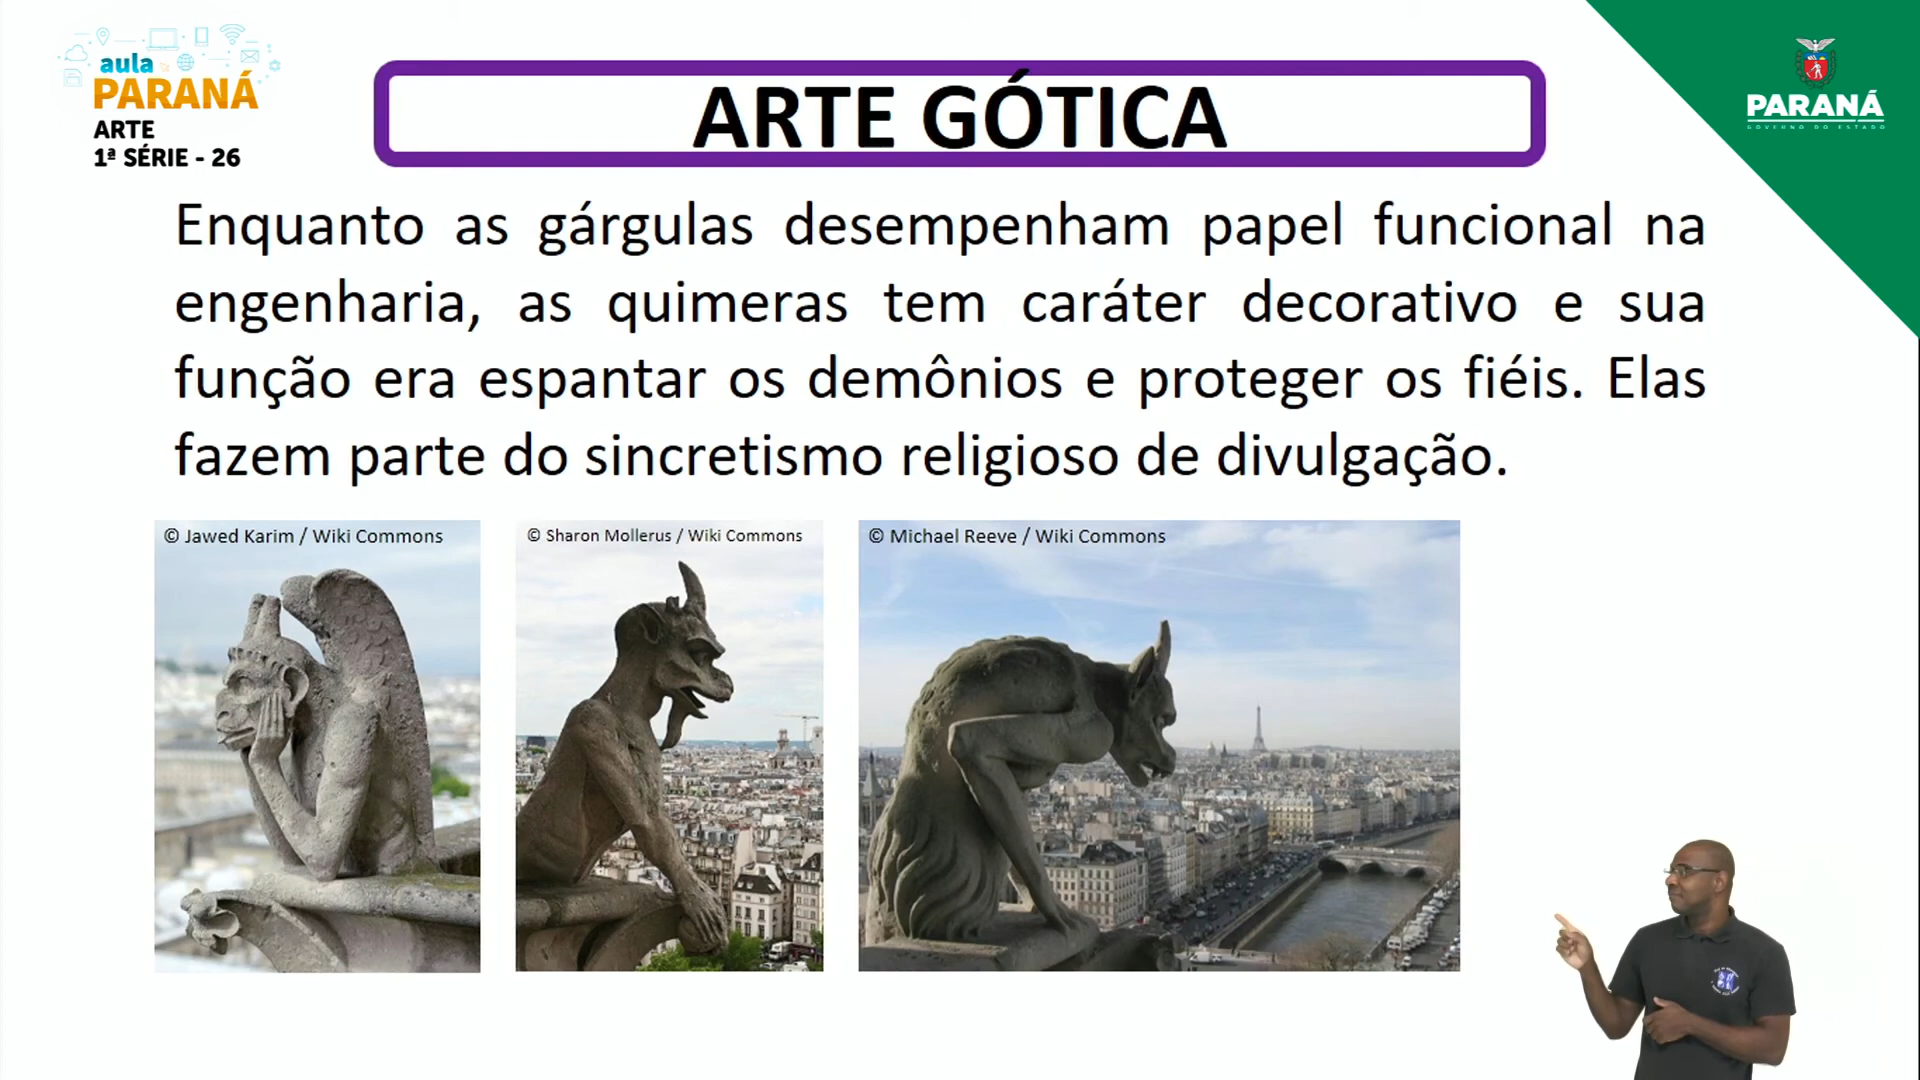 aula
PARANÁ
ARTE
1ª SÉRIE - 26
ARTE GÓTICA
PARANÁ
GOVERNO DO ESTADO
Enquanto as gárgulas desempenham papel funcional na
engenharia, as quimeras tem caráter decorativo e sua
função era espantar os demônios e proteger os fiéis. Elas
fazem parte do sincretismo religioso de divulgação.
© Jawed Karim / Wiki Commons
© Sharon Mollerus / Wiki Commons
© Michael Reeve / Wiki Commons